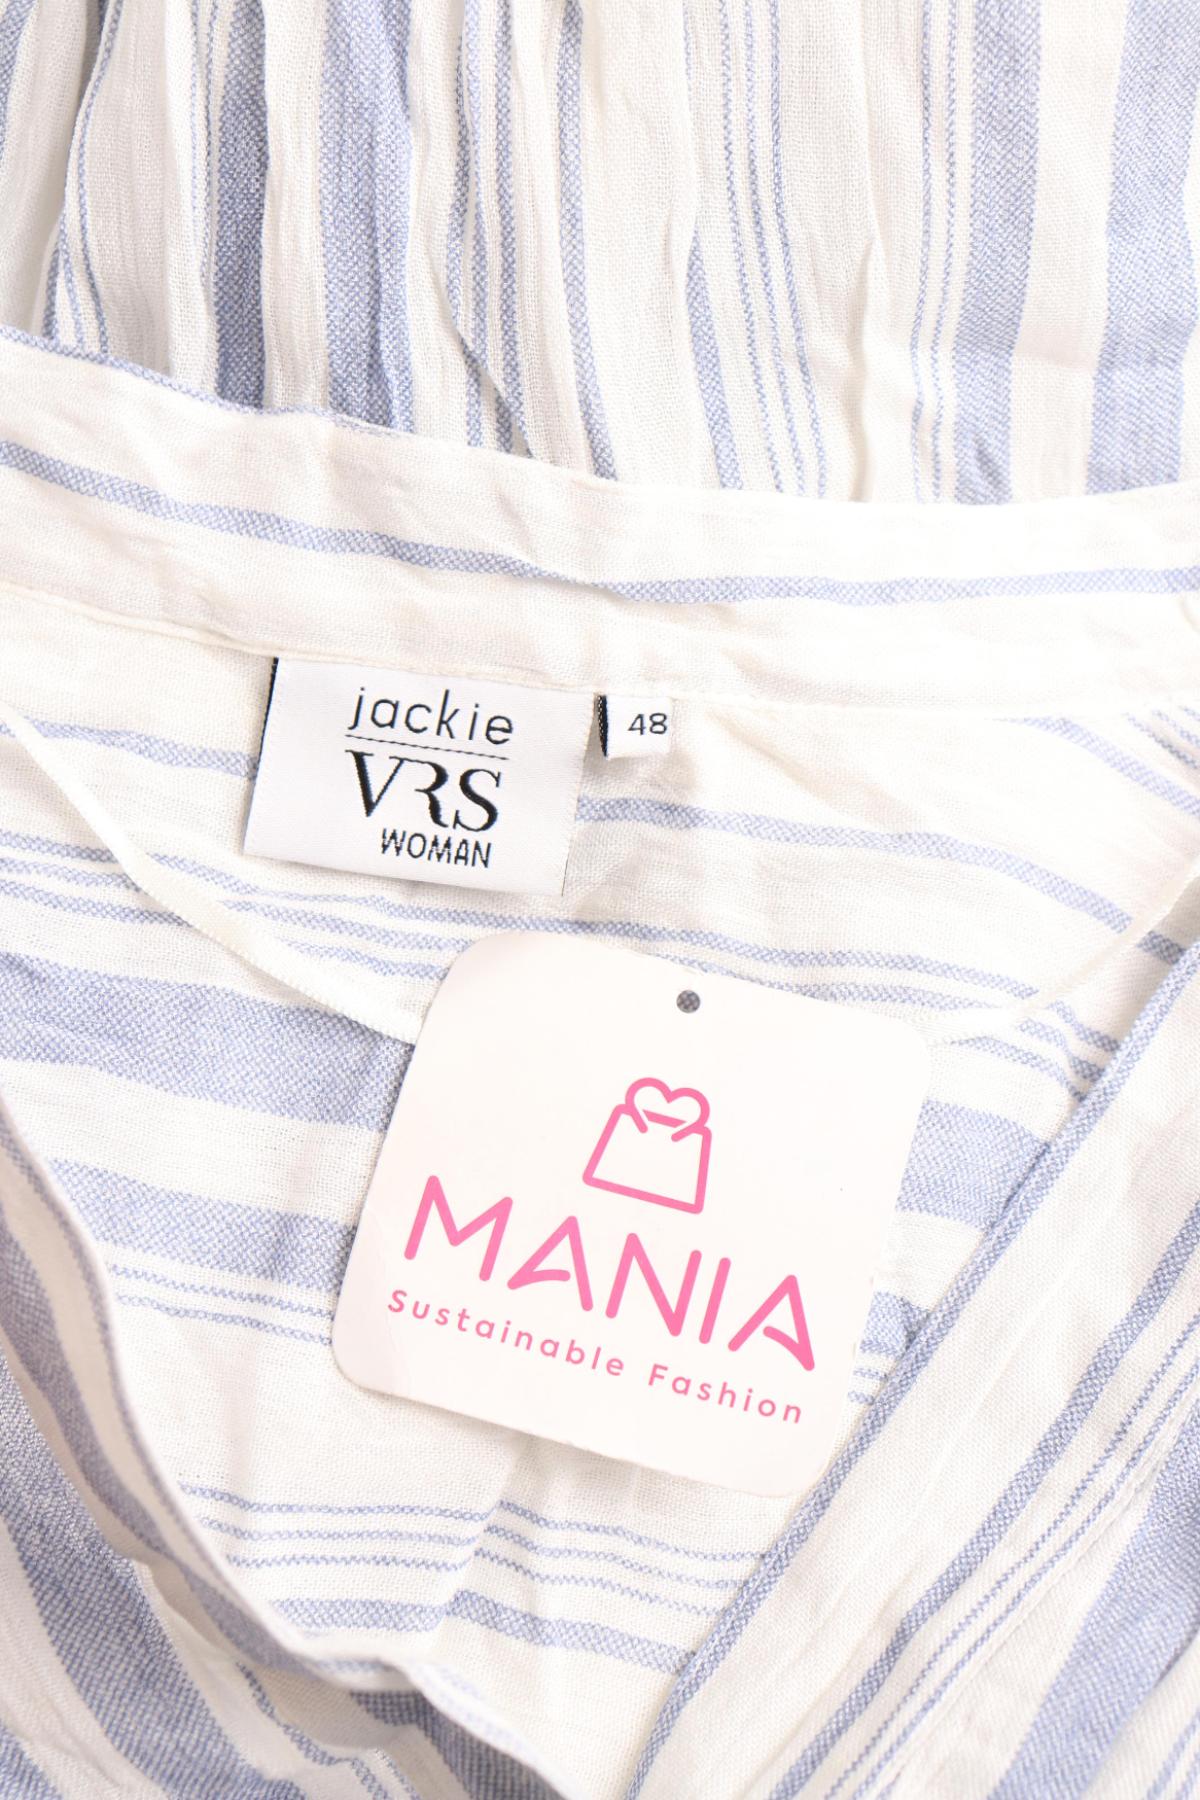 jackie
VRS
WOMAN
48
MANIA
Sustainable Fashion